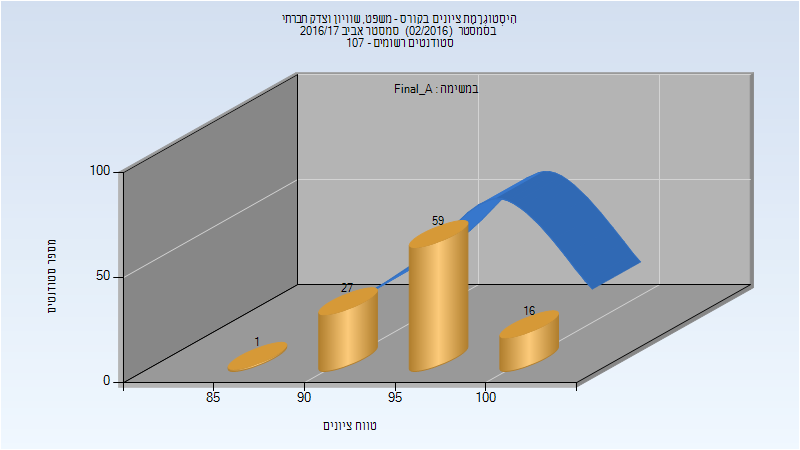 היסטוגרמת ציונים בקורס - משפט, שוויון וצדק חברתי
בסמסטר (02/2016) סמסטר אביב 2016/17
סטודנטים רשומים - 107
במשימה : Final_A
מספר סטודנטים
100
50
0
1
27
59
16
85
90
95
100
טווח ציונים